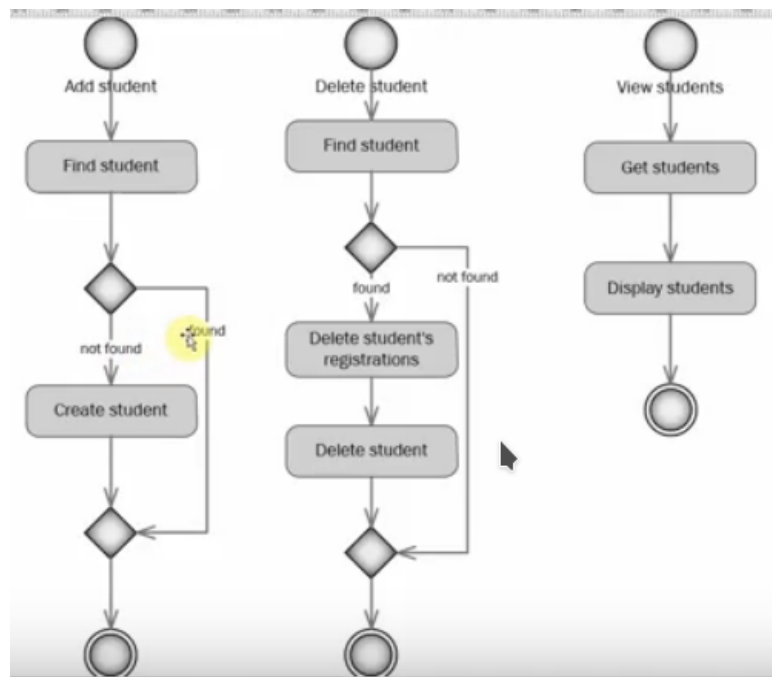 Add student
Find student
not found
found
Create student
Delete student
Find student
found
not found
Delete student's
registrations
Delete student
View students
Get students
Display students